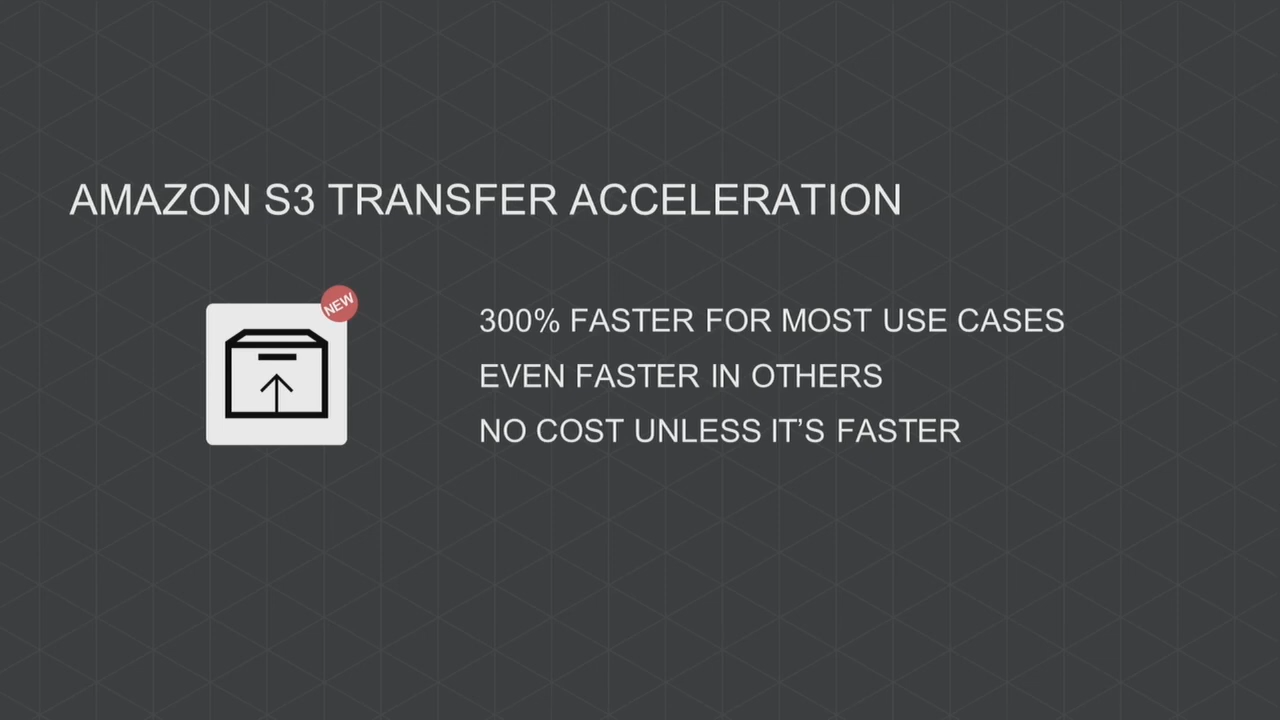 AMAZON S3 TRANSFER ACCELERATION
NEW
300% FASTER FOR MOST USE CASES
EVEN FASTER IN OTHERS
NO COST UNLESS IT’S FASTER